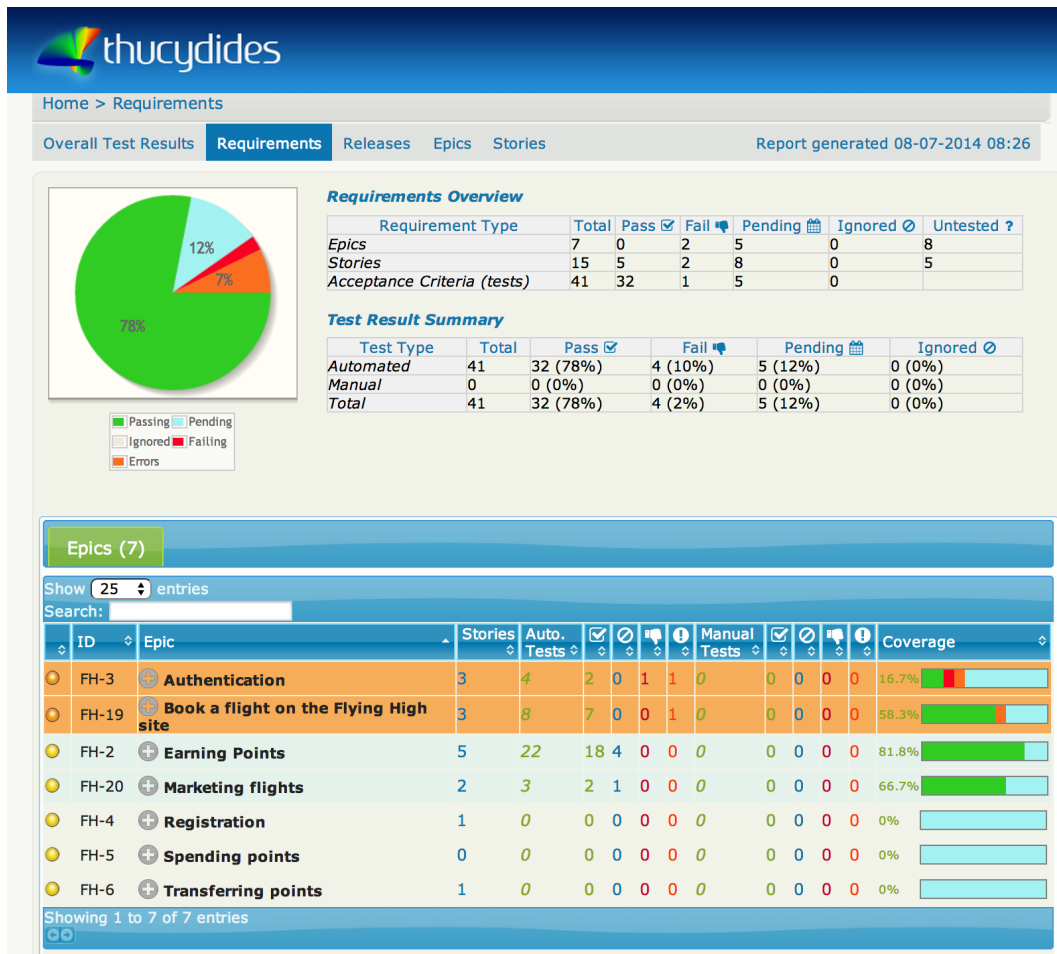 thucydides
Home > Requirements
Overall Test Results Requirements Releases Epics Stories Report generated 08-07-2014 08:26
12%
7%
78%
Passing Pending
Ignored Failing
Errors
Requirements Overview
Requirement Type Total Pass Fail Pending Ignored Untested ?
Epics 7 0 2 5 0 8
Stories 15 5 2 8 0 5
Acceptance Criteria (tests) 41 32 1 5 0
Test Result Summary
Test Type Total Pass Fail Pending Ignored
Automated 41 32 (78%) 4 (10%) 5 (12%) 0 (0%)
Manual 0 0 (0%) 0 (0%) 0 (0%) 0 (0%)
Total 41 32 (78%) 4 (2%) 5 (12%) 0 (0%)
Epics (7)
Show 25 entries
Search:
ID Epic Stories Auto. Tests Manual Tests Coverage
FH-3 Authentication 3 4 2 0 1 1 0 0 0 0 0 16.7%
FH-19 Book a flight on the Flying High site 3 8 7 0 0 1 0 0 0 0 0 58.3%
FH-2 Earning Points 5 22 18 4 0 0 0 0 0 0 0 81.8%
FH-20 Marketing flights 2 3 2 1 0 0 0 0 0 0 0 66.7%
FH-4 Registration 1 0 0 0 0 0 0 0 0 0 0 0%
FH-5 Spending points 0 0 0 0 0 0 0 0 0 0 0 0%
FH-6 Transferring points 1 0 0 0 0 0 0 0 0 0 0 0%
Showing 1 to 7 of 7 entries